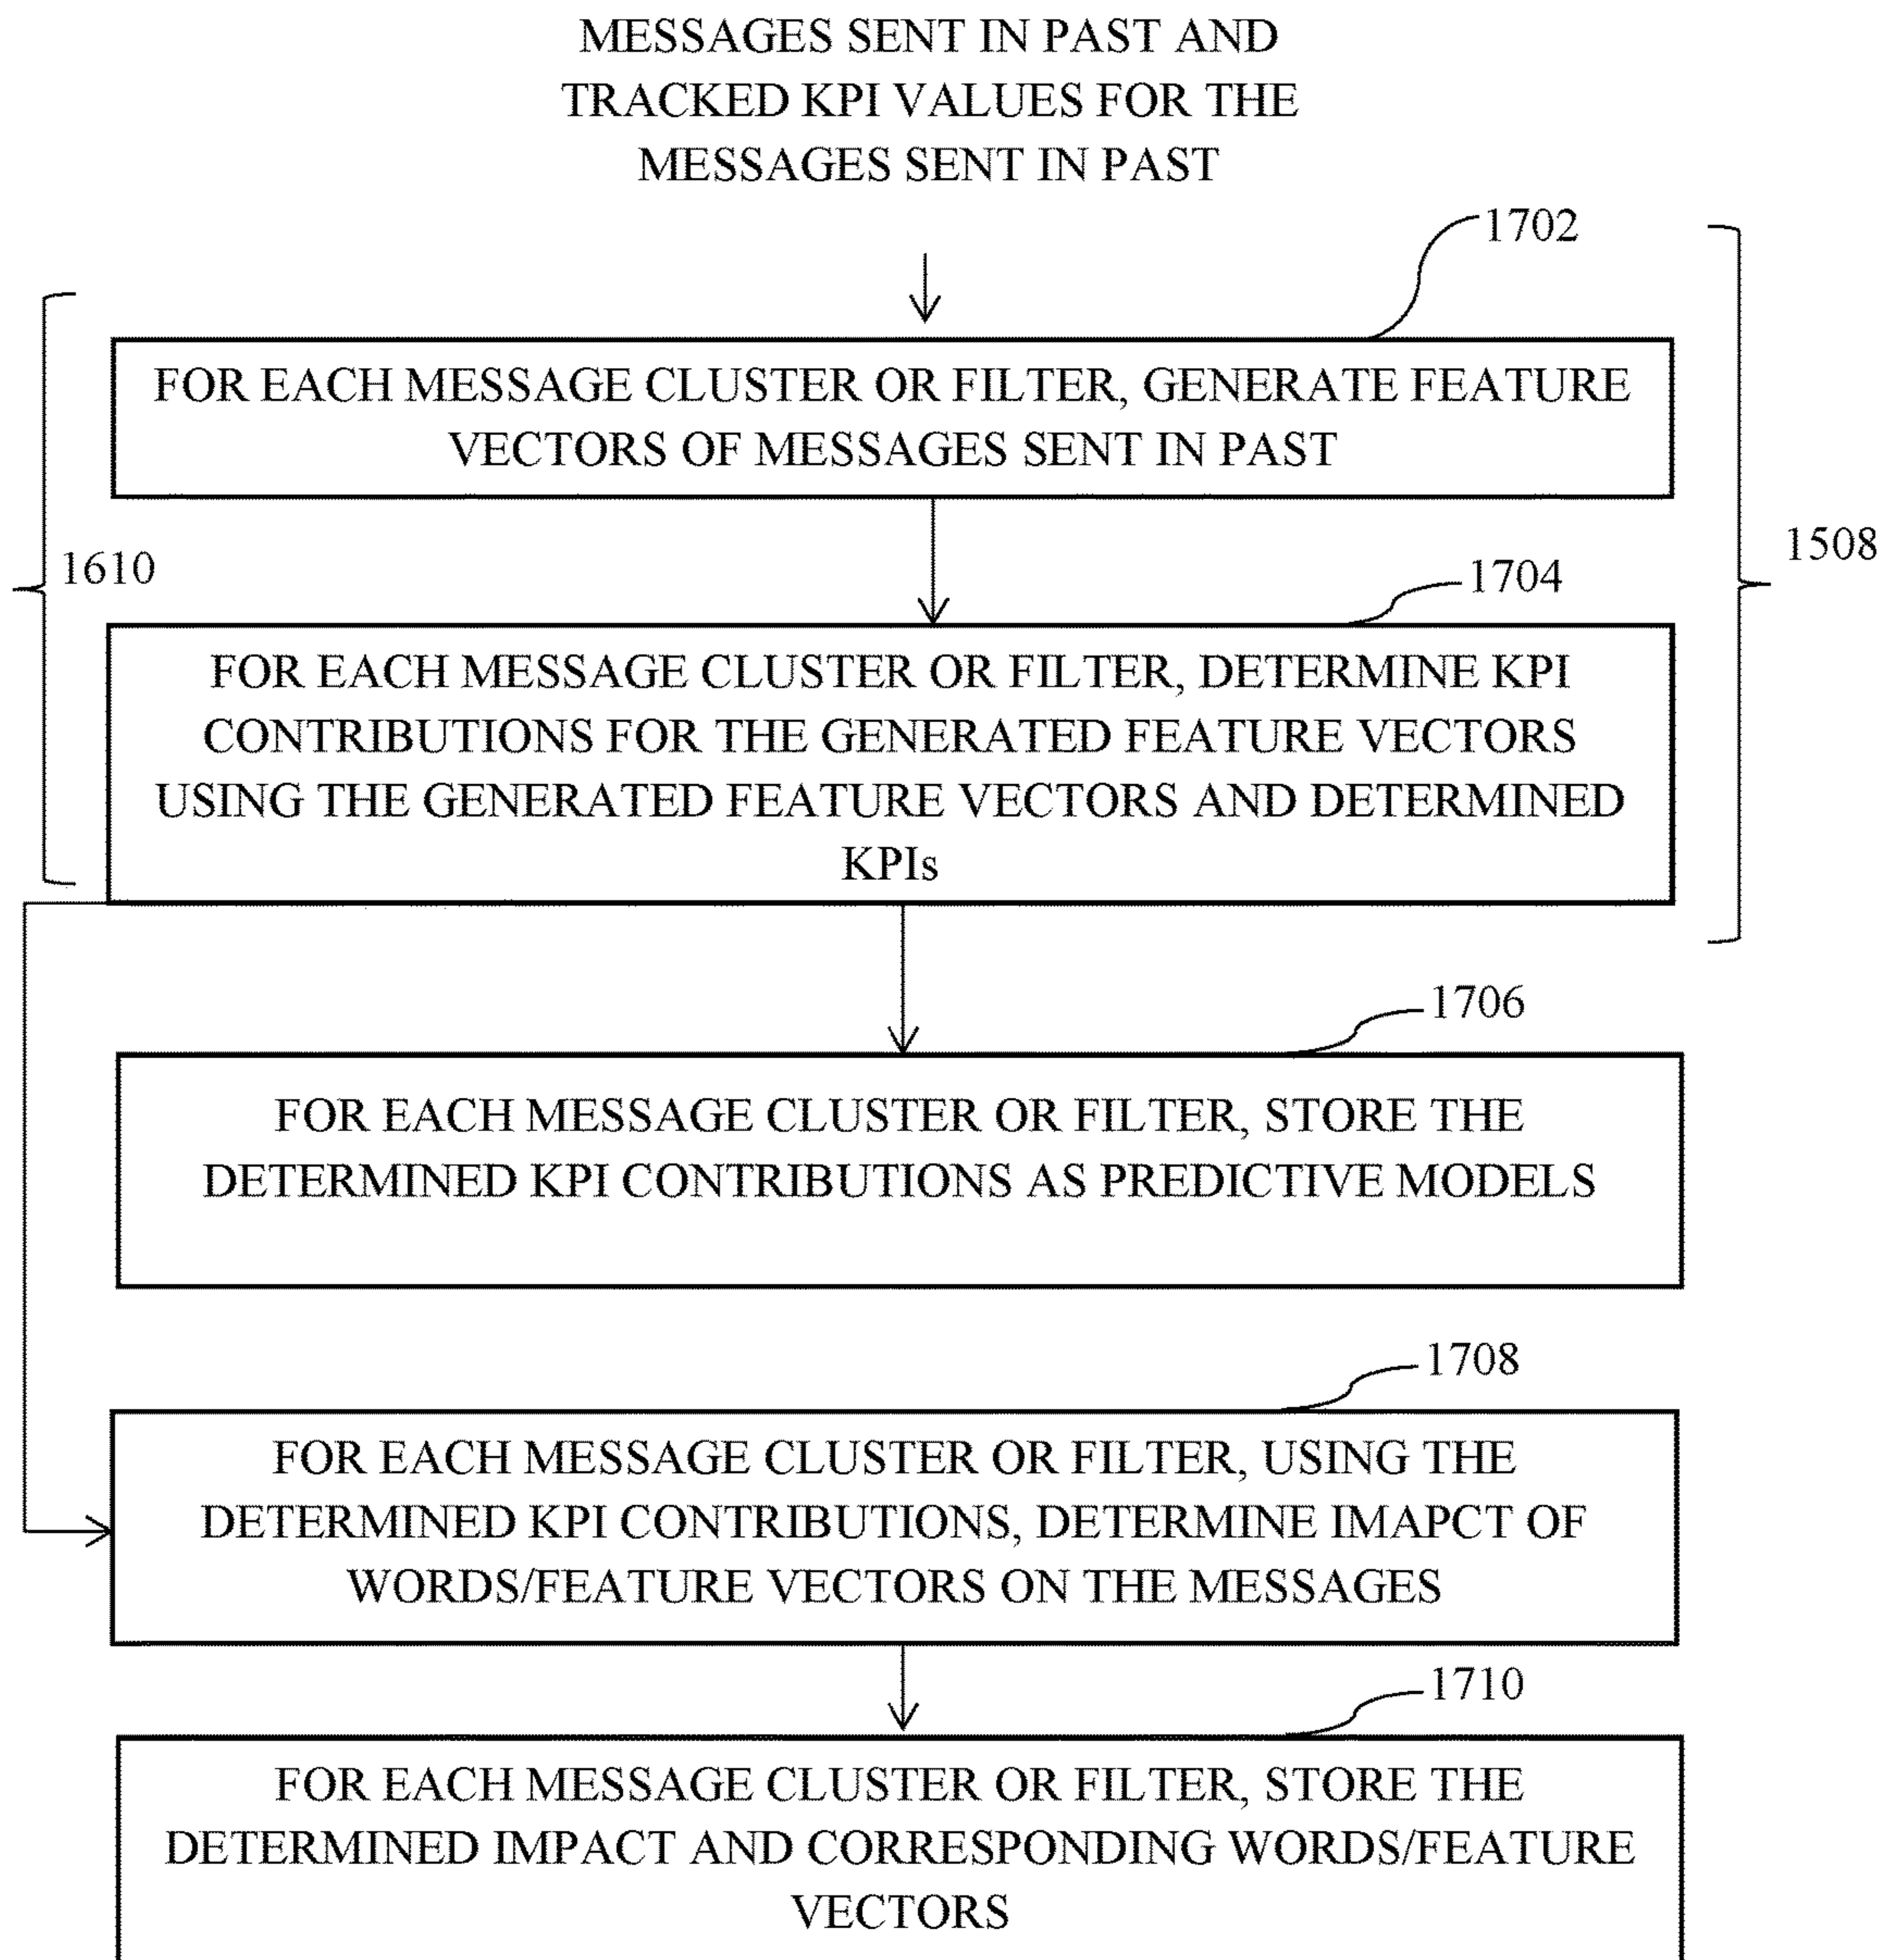 MESSAGES SENT IN PAST AND
TRACKED KPI VALUES FOR THE
MESSAGES SENT IN PAST
1702
FOR EACH MESSAGE CLUSTER OR FILTER, GENERATE FEATURE
VECTORS OF MESSAGES SENT IN PAST
1508
1610
1704
FOR EACH MESSAGE CLUSTER OR FILTER, DETERMINE KPI
CONTRIBUTIONS FOR THE GENERATED FEATURE VECTORS
USING THE GENERATED FEATURE VECTORS AND DETERMINED
KPIs
1706
FOR EACH MESSAGE CLUSTER OR FILTER, STORE THE
DETERMINED KPI CONTRIBUTIONS AS PREDICTIVE MODELS
1708
FOR EACH MESSAGE CLUSTER OR FILTER, USING THE
DETERMINED KPI CONTRIBUTIONS, DETERMINE IMAPCT OF
WORDS/FEATURE VECTORS ON THE MESSAGES
1710
FOR EACH MESSAGE CLUSTER OR FILTER, STORE THE
DETERMINED IMPACT AND CORRESPONDING WORDS/FEATURE
VECTORS